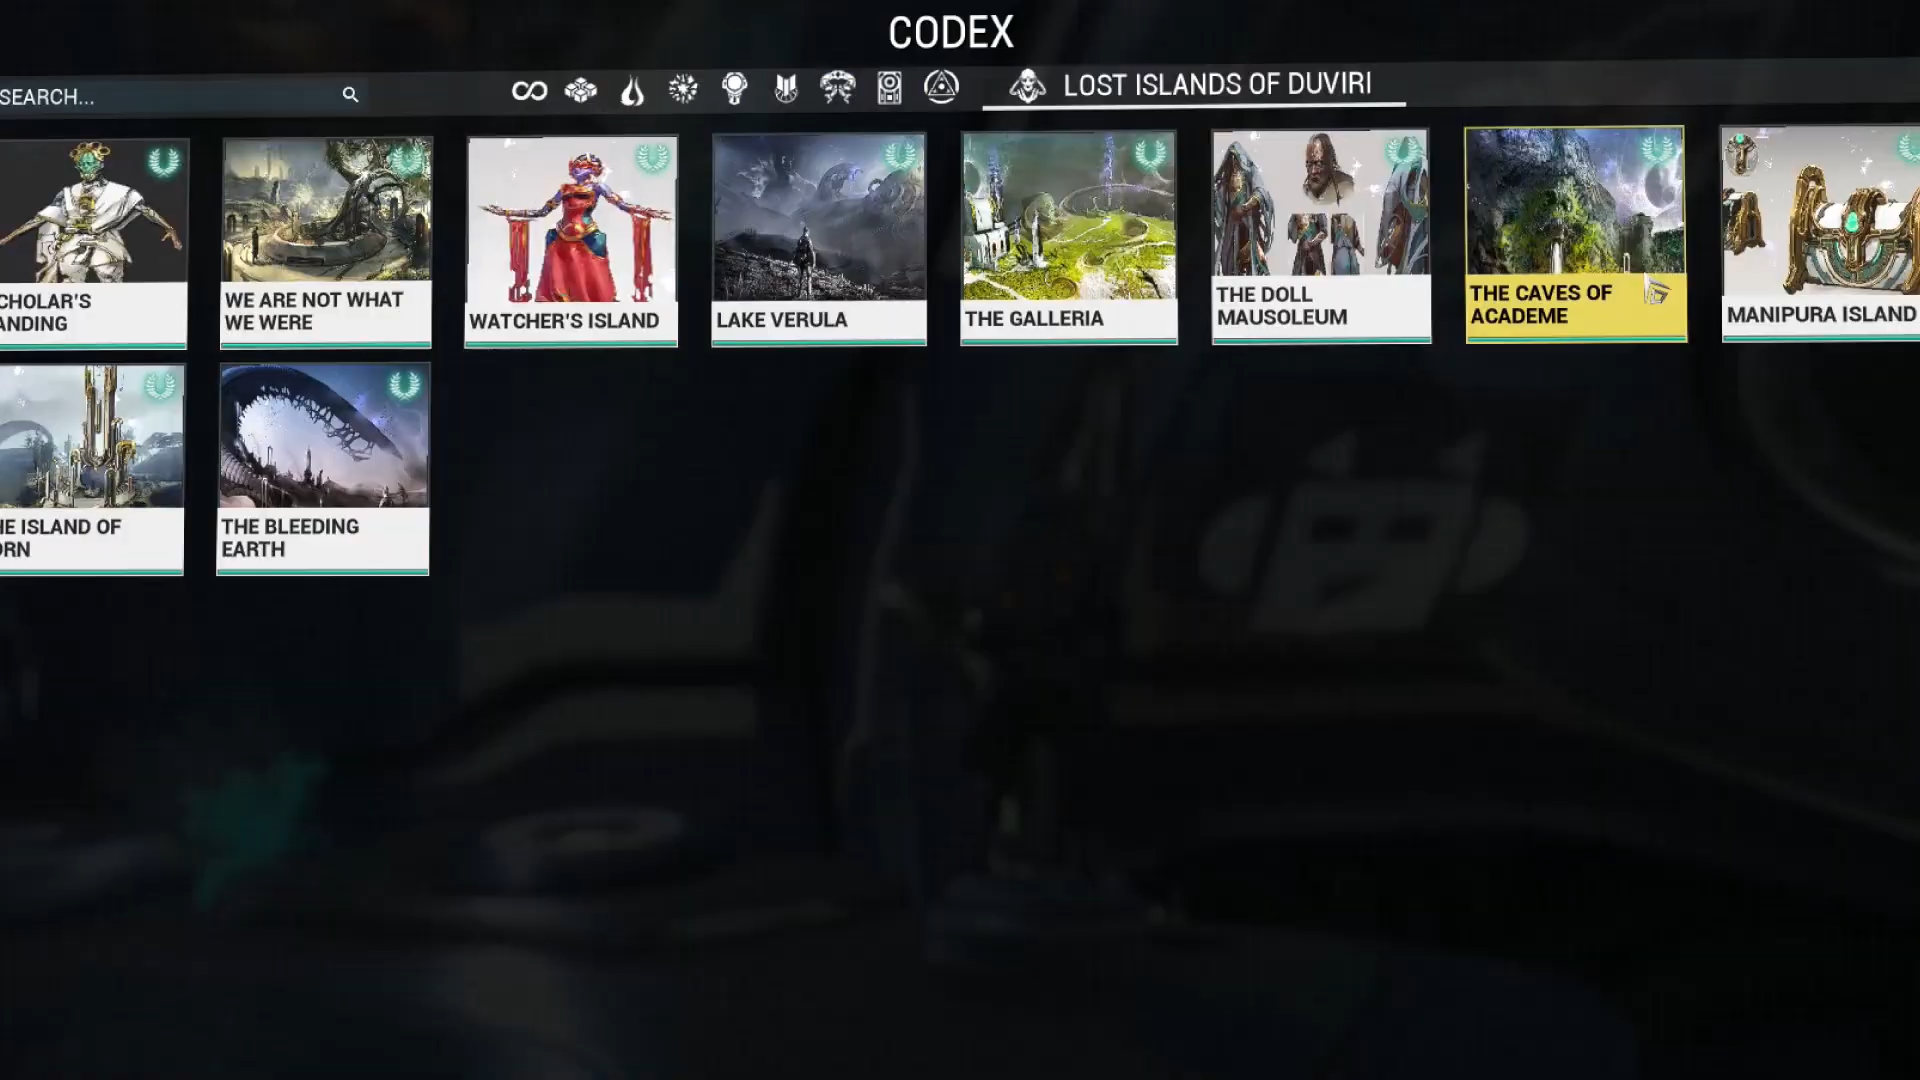 CODEX
SEARCH...
LOST ISLANDS OF DUVIRI
CHOLAR'S
ANDING
WE ARE NOT WHAT
WE WERE
WATCHER'S ISLAND
LAKE VERULA
THE GALLERIA
THE DOLL
MAUSOLEUM
THE CAVES OF
ACADEME
MANIPURA ISLAND
HE ISLAND OF
ORN
THE BLEEDING
EARTH